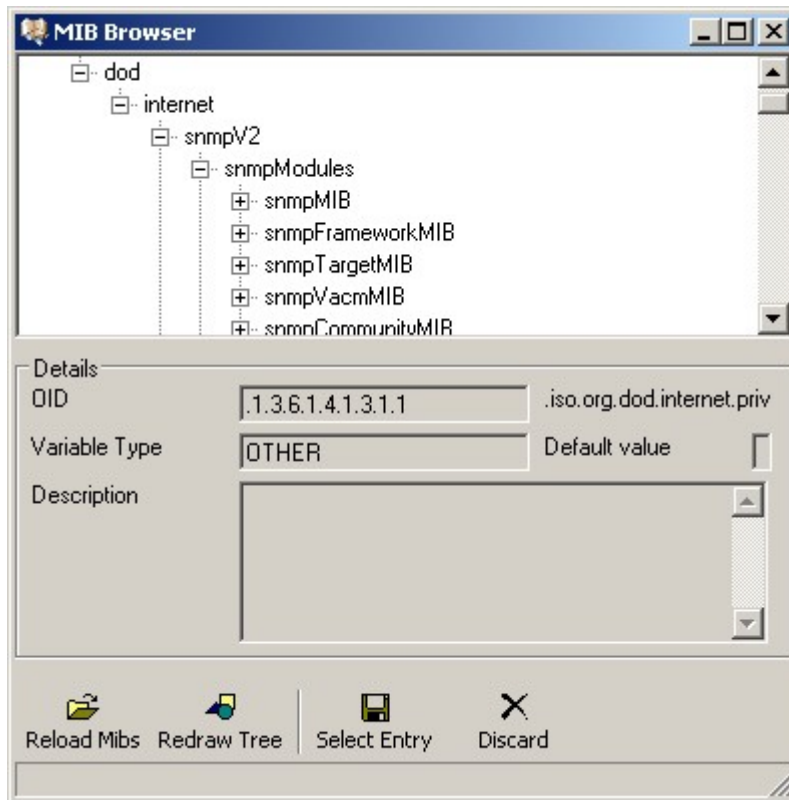 MIB Browser
dod
internet
snmpV2
snmpModules
snmpMIB
snmpFrameworkMIB
snmpTargetMIB
snmpVacmMIB
snmpCommunityMIB
Details
OID .1.3.6.1.4.1.3.1.1 .iso.org.dod.internet.priv
Variable Type OTHER Default value
Description
Reload Mibs Redraw Tree Select Entry Discard